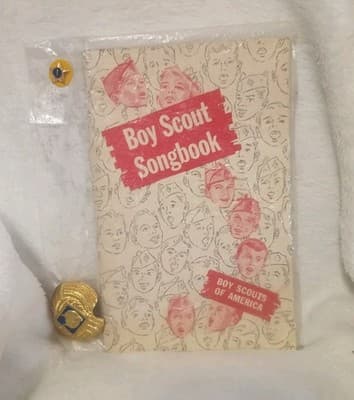 Boy Scout
Songbook
BOY SCOUTS
OF AMERICA